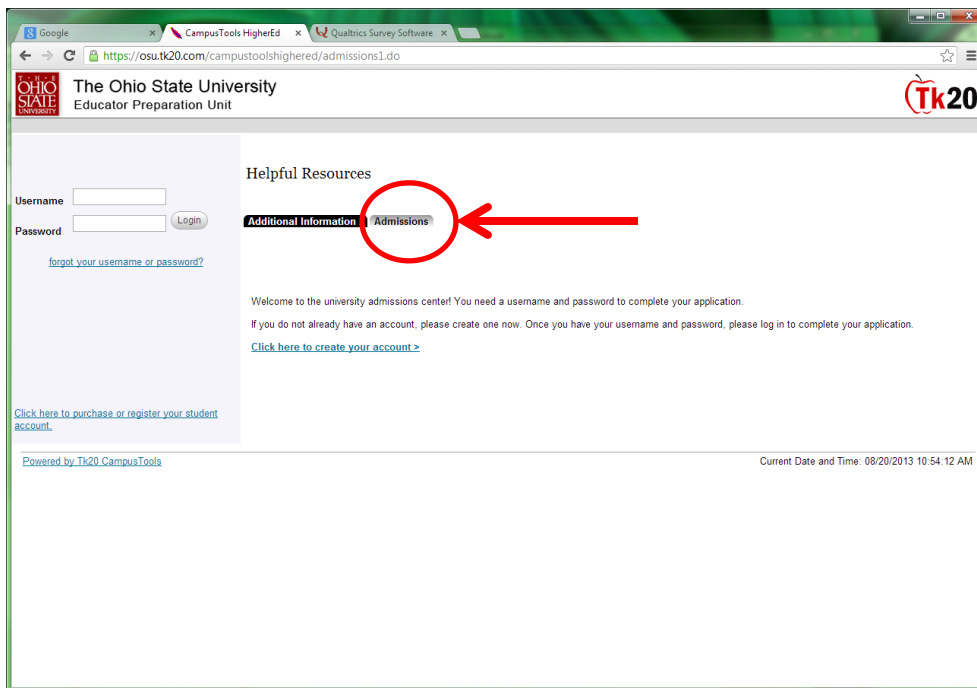 Google
CampusTools HigherEd
Qualtrics Survey Software
https://osu.tk20.com/campustoolshighered/admissions1.do
T · H · E
OHIO
STATE
UNIVERSITY
The Ohio State University
Educator Preparation Unit
Tk20
Helpful Resources
Username
Login
Password
Additional Information
Admissions
forgot your username or password?
Welcome to the university admissions center! You need a username and password to complete your application.
If you do not already have an account, please create one now. Once you have your username and password, please log in to complete your application.
Click here to create your account >
Click here to purchase or register your student
account.
Powered by Tk20 CampusTools
Current Date and Time: 08/20/2013 10:54:12 AM